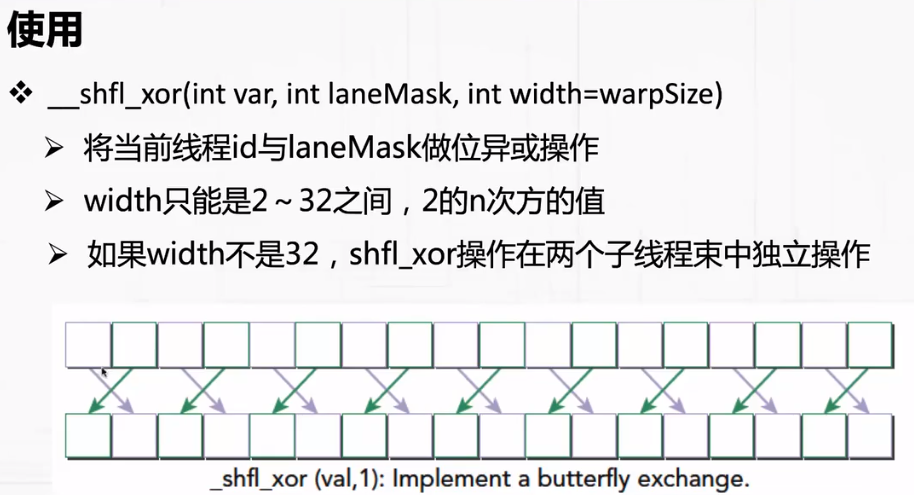 使用
❖ __shfl_xor(int var, int laneMask, int width=warpSize)
➢ 将当前线程id与laneMask做位异或操作
➢ width只能是2～32之间，2的n次方的值
➢ 如果width不是32，shfl_xor操作在两个子线程束中独立操作
_shfl_xor (val,1): Implement a butterfly exchange.